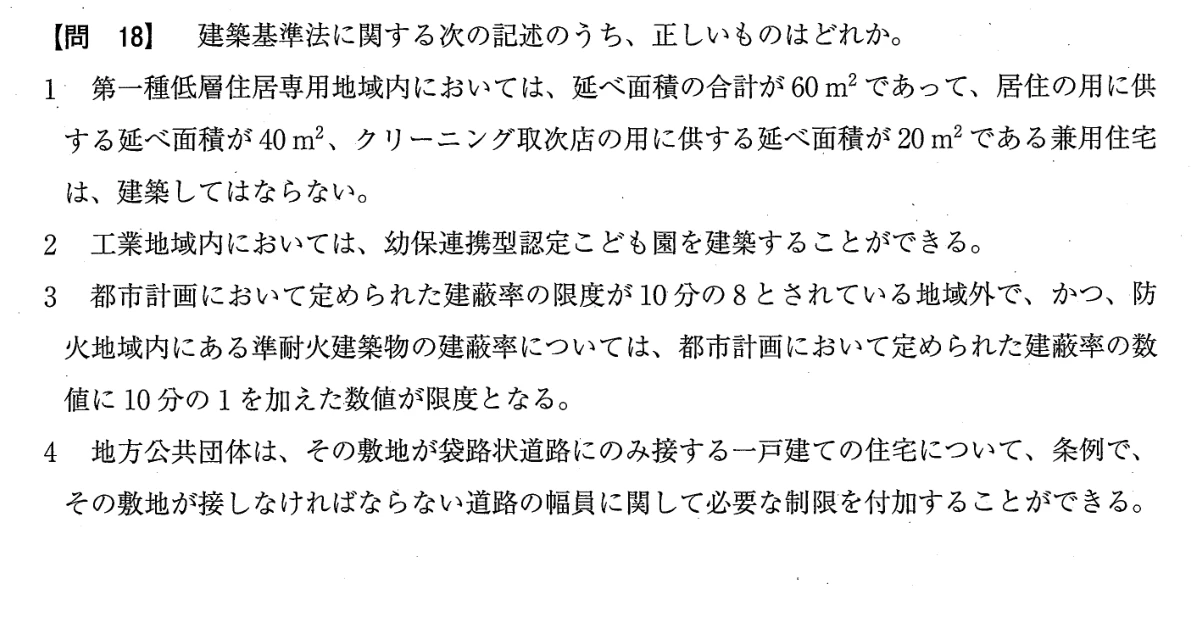 【問 18】 建築基準法に関する次の記述のうち、正しいものはどれか。
1 第一種低層住居専用地域内においては、延べ面積の合計が 60 m² であって、居住の用に供
する延べ面積が 40 m²、クリーニング取次店の用に供する延べ面積が 20 m² である兼用住宅
は、建築してはならない。
2 工業地域内においては、幼保連携型認定こども園を建築することができる。
3 都市計画において定められた建蔽率の限度が 10 分の 8 とされている地域外で、かつ、防
火地域内にある準耐火建築物の建蔽率については、都市計画において定められた建蔽率の数
値に 10 分の 1 を加えた数値が限度となる。
4 地方公共団体は、その敷地が袋路状道路にのみ接する一戸建ての住宅について、条例で、
その敷地が接しなければならない道路の幅員に関して必要な制限を付加することができる。